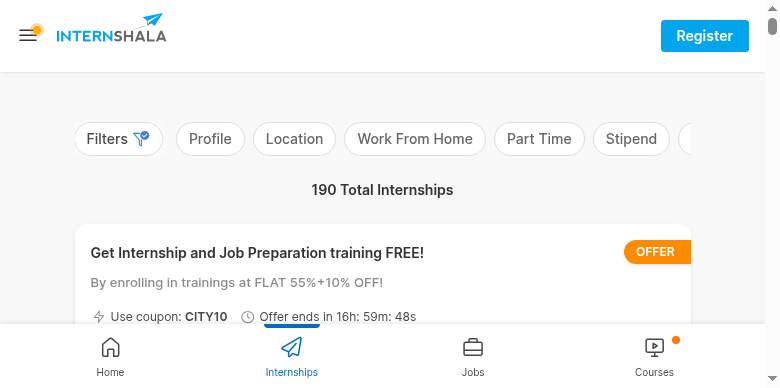 INTERNSHALA
Register
Filters Profile Location Work From Home Part Time Stipend
190 Total Internships
Get Internship and Job Preparation training FREE!
OFFER
By enrolling in trainings at FLAT 55%+10% OFF!
Use coupon: CITY10 Offer ends in 16h: 59m: 48s
Home Internships Jobs Courses